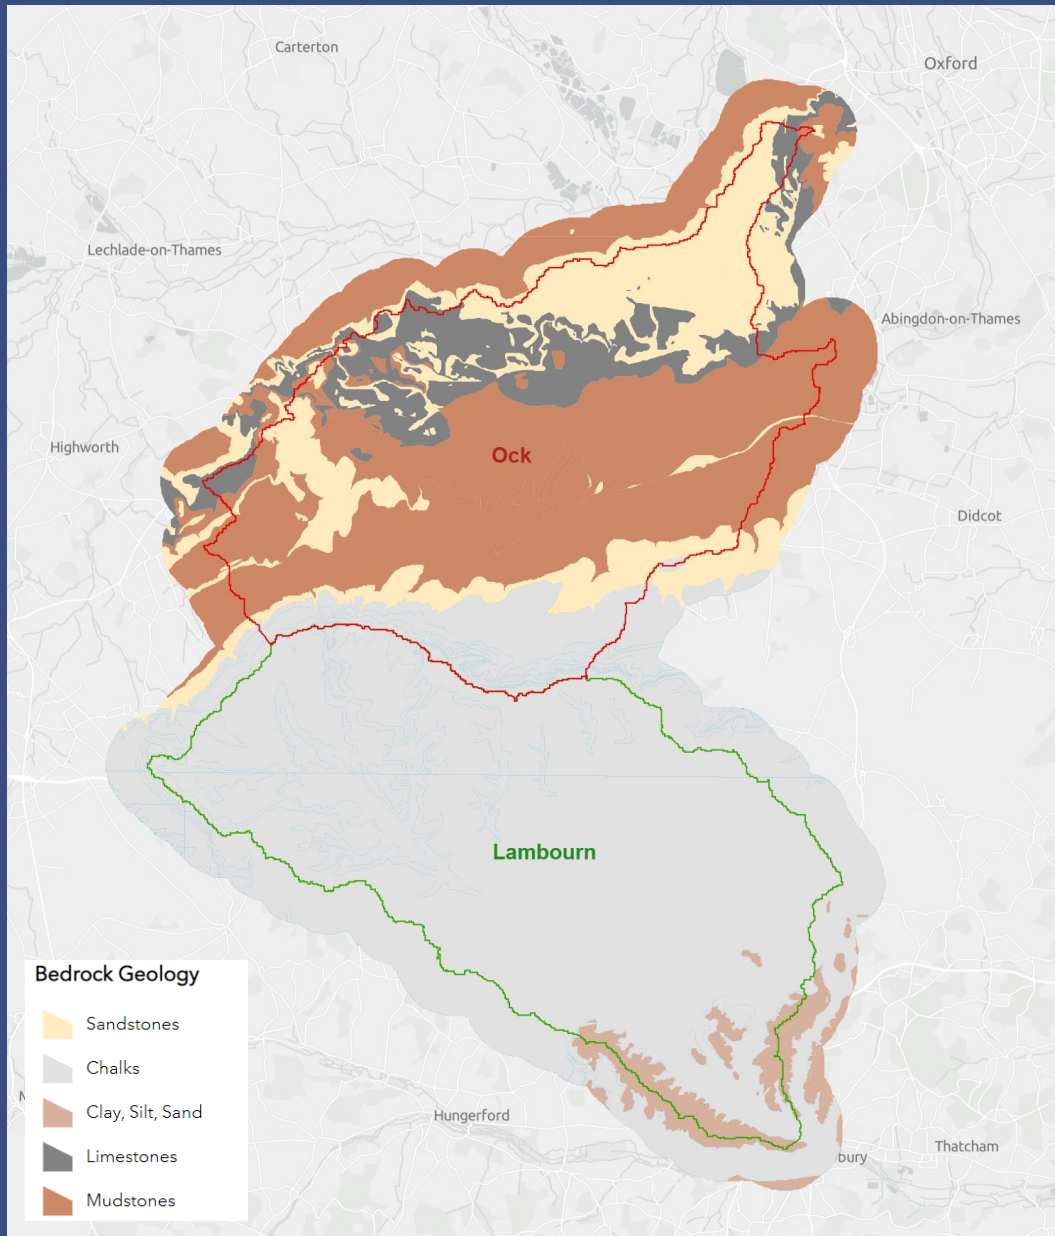 Carterton
Oxford
Lechlade-on-Thames
Abingdon-on-Thames
Highworth
Ock
Didcot
Lambourn
Bedrock Geology
Sandstones
Chalks
Clay, Silt, Sand
Limestones
Mudstones
M
Hungerford
bury
Thatcham